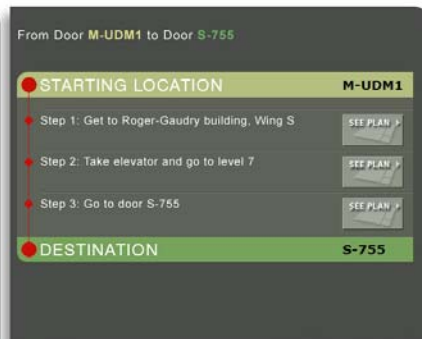 From Door M-UDM1 to Door S-755
STARTING LOCATION M-UDM1
Step 1: Get to Roger-Gaudry building, Wing S SEE PLAN
Step 2: Take elevator and go to level 7 SEE PLAN
Step 3: Go to door S-755 SEE PLAN
DESTINATION S-755